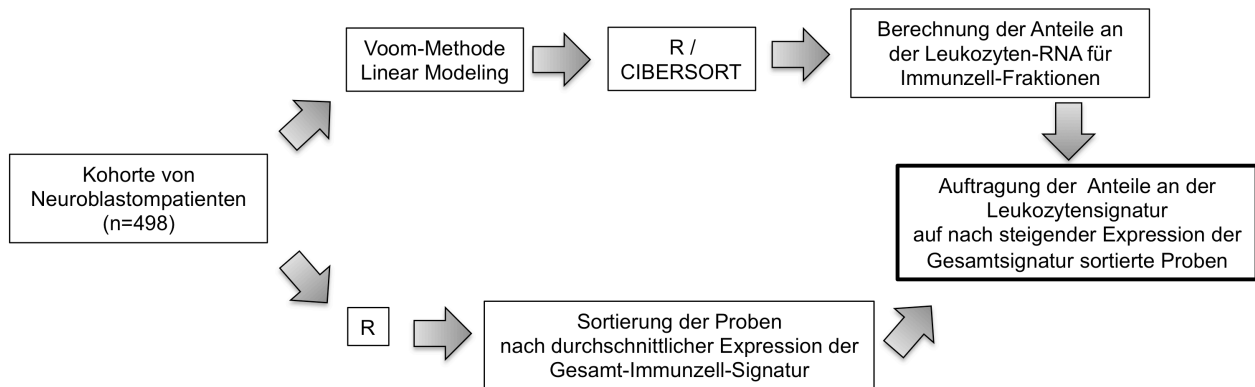 Voom-Methode
Linear Modeling
R /
CIBERSORT
Berechnung der Anteile an
der Leukozyten-RNA für
Immunzell-Fraktionen
Kohorte von
Neuroblastompatienten
(n=498)
Auftragung der Anteile an der
Leukozytensignatur
auf nach steigender Expression der
Gesamtsignatur sortierte Proben
R
Sortierung der Proben
nach durchschnittlicher Expression der
Gesamt-Immunzell-Signatur